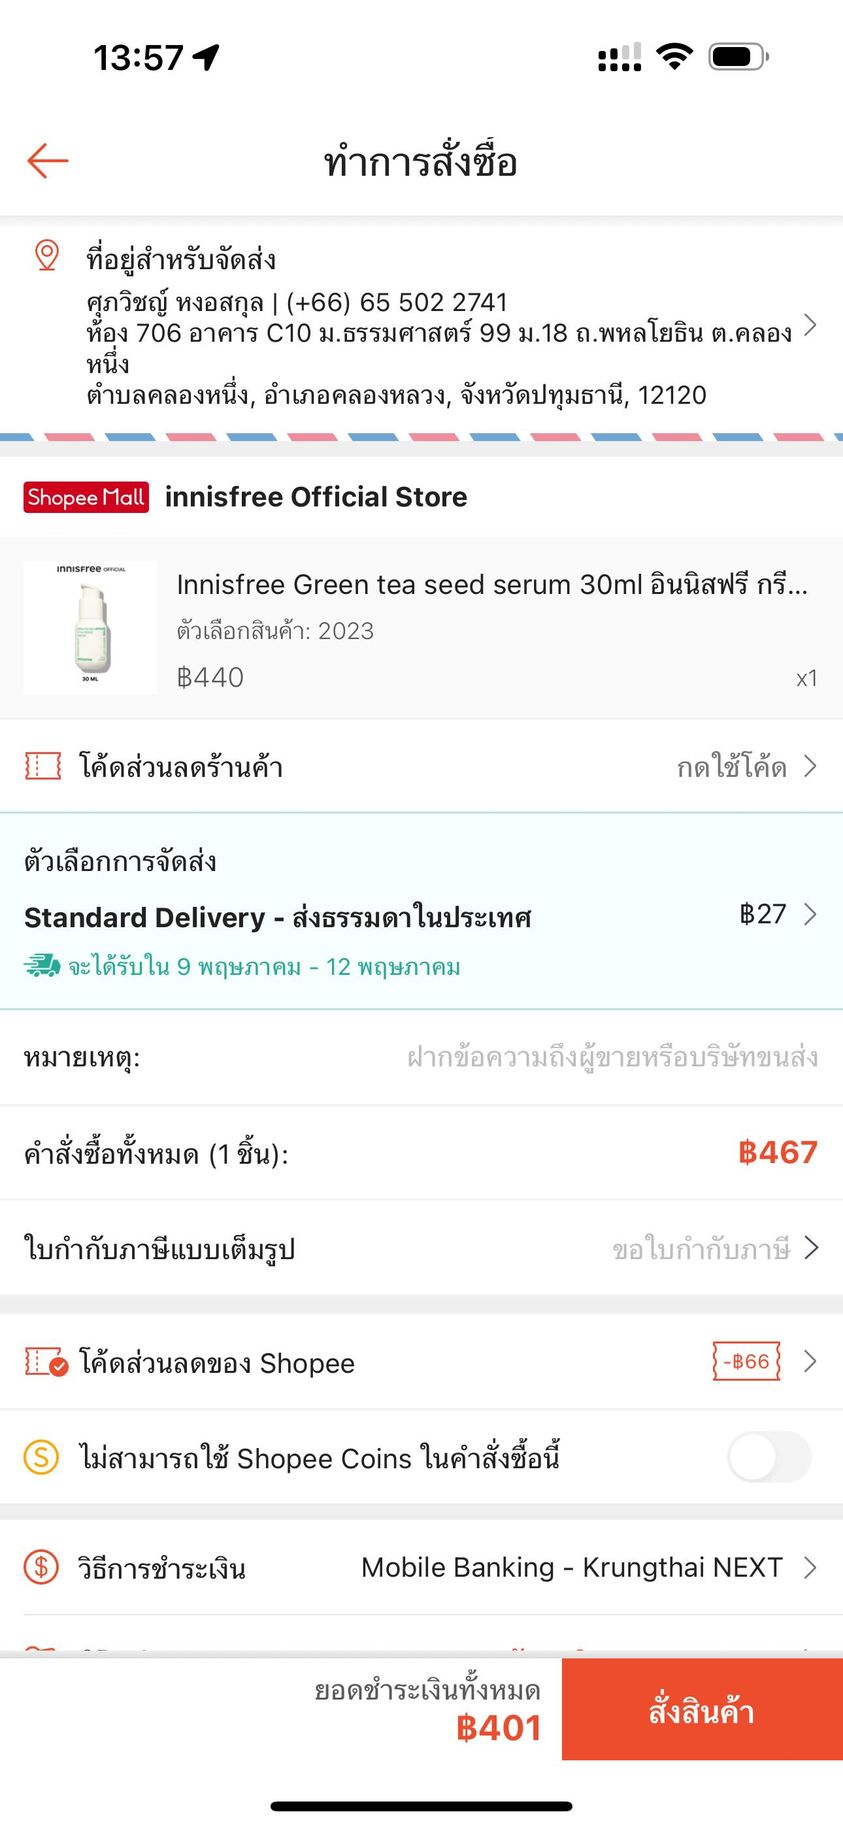 13:57
ทำการสั่งซื้อ
ที่อยู่สำหรับจัดส่ง
ศุภวิชญ์ หงอสกุล | (+66) 65 502 2741
ห้อง 706 อาคาร C10 ม.ธรรมศาสตร์ 99 ม.18 ถ.พหลโยธิน ต.คลอง
หนึ่ง
ตำบลคลองหนึ่ง, อำเภอคลองหลวง, จังหวัดปทุมธานี, 12120
Shopee Mall innisfree Official Store
innisfree OFFICIAL
30 ML
Innisfree Green tea seed serum 30ml อินนิสฟรี กรี...
ตัวเลือกสินค้า: 2023
฿440 x1
โค้ดส่วนลดร้านค้า กดใช้โค้ด
ตัวเลือกการจัดส่ง
Standard Delivery - ส่งธรรมดาในประเทศ ฿27
จะได้รับใน 9 พฤษภาคม - 12 พฤษภาคม
หมายเหตุ: ฝากข้อความถึงผู้ขายหรือบริษัทขนส่ง
คำสั่งซื้อทั้งหมด (1 ชิ้น): ฿467
ใบกำกับภาษีแบบเต็มรูป ขอใบกำกับภาษี
โค้ดส่วนลดของ Shopee -฿66
ไม่สามารถใช้ Shopee Coins ในคำสั่งซื้อนี้
วิธีการชำระเงิน Mobile Banking - Krungthai NEXT
ยอดชำระเงินทั้งหมด
฿401
สั่งสินค้า